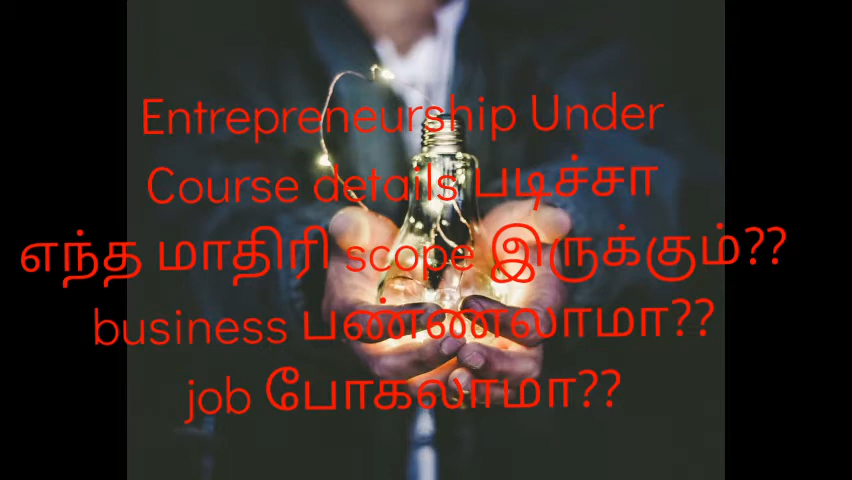 Entrepreneurship Under
Course details படிச்சா
எந்த மாதிரி scope இருக்கும்??
business பண்ணலாமா??
job போகலாமா??